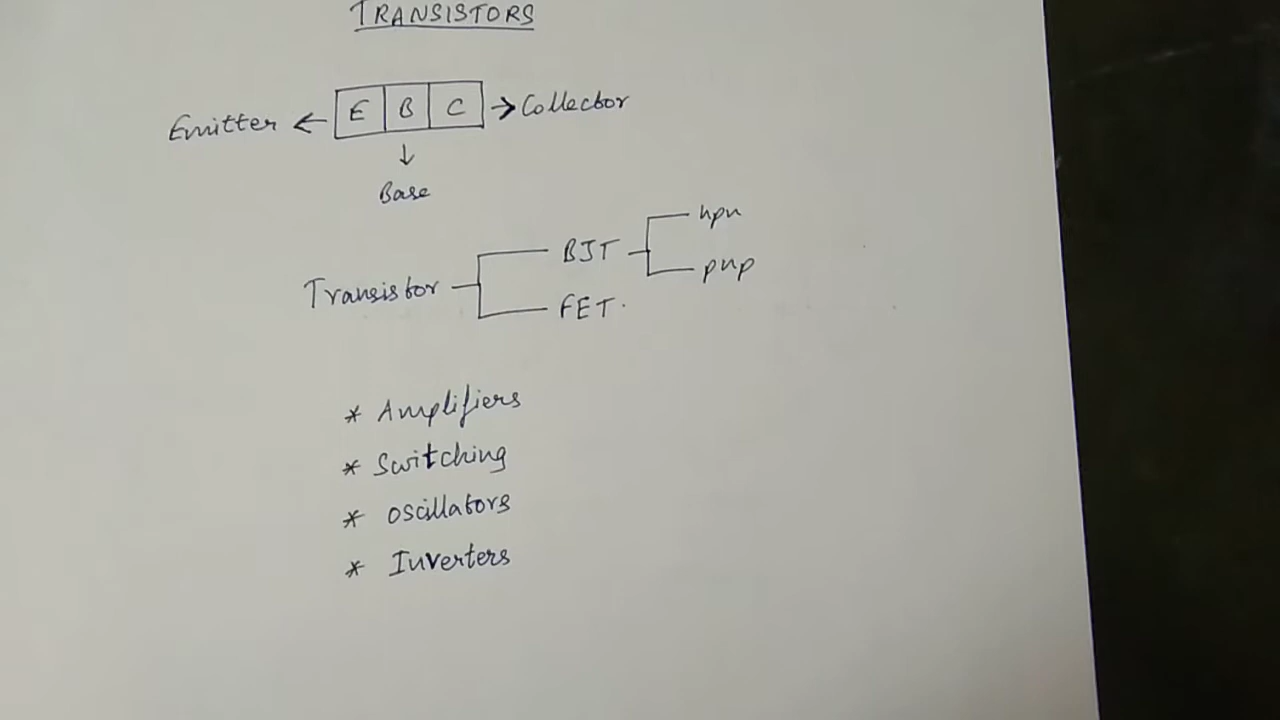 TRANSISTORS
Emitter ← E B C → Collector
↓
Base
npn
BJT
pnp
Transistor
FET.
* Amplifiers
* Switching
* oscillators
* Inverters